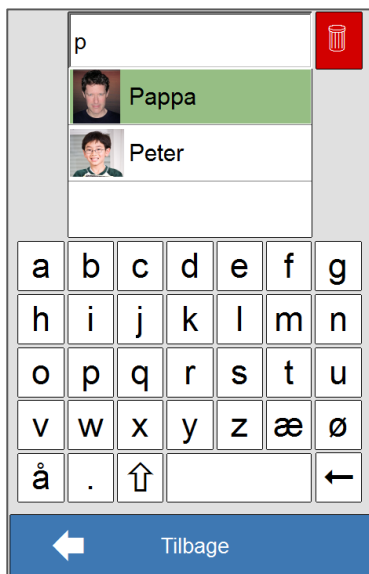 p
Pappa
Peter
a b c d e f g
h i j k l m n
o p q r s t u
v w x y z æ ø
å .
Tilbage